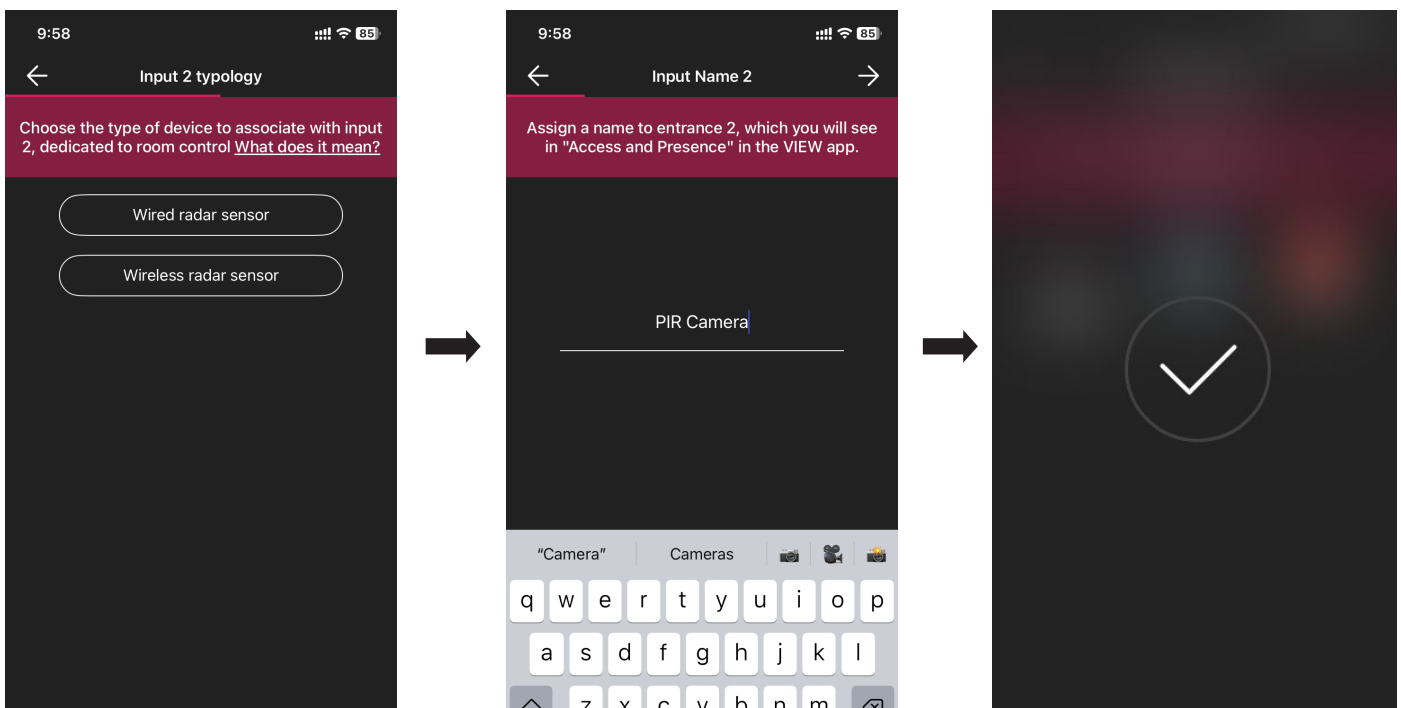 9:58
85
Input 2 typology
Choose the type of device to associate with input
2, dedicated to room control What does it mean?
Wired radar sensor
Wireless radar sensor
9:58
85
Input Name 2
Assign a name to entrance 2, which you will see
in "Access and Presence" in the VIEW app.
PIR Camera
“Camera” Cameras
q w e r t y u i o p
a s d f g h j k l
z x c v b n m